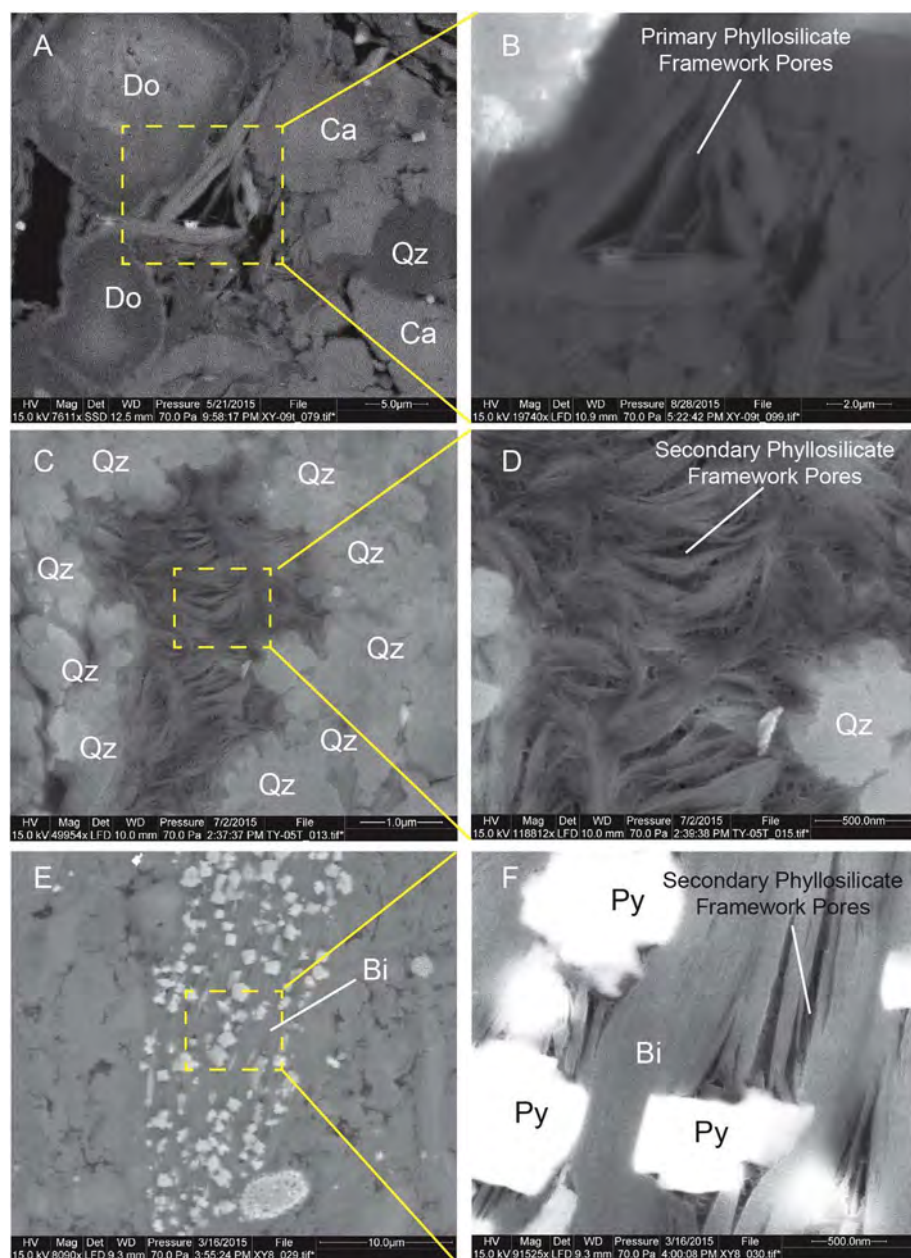 A
Do
Ca
Qz
Do
Ca
HV Mag Det WD Pressure 5/21/2015 File 5.0µm
15.0 kV 7611x SSD 12.5 mm 70.0 Pa 9:58:17 PM XY-09t_079.tif*
B
Primary Phyllosilicate
Framework Pores
HV Mag Det WD Pressure 8/28/2015 File 2.0µm
15.0 kV 19740x LFD 10.9 mm 70.0 Pa 5:22:42 PM XY-09t_099.tif*
C
Qz
Qz
Qz
Qz
Qz
Qz
Qz
Qz
Qz
HV Mag Det WD Pressure 7/2/2015 File 1.0µm
15.0 kV 49954x LFD 10.0 mm 70.0 Pa 2:37:37 PM TY-05T_013.tif*
D
Secondary Phyllosilicate
Framework Pores
Qz
HV Mag Det WD Pressure 7/2/2015 File 500.0nm
15.0 kV 118812x LFD 10.0 mm 70.0 Pa 2:39:38 PM TY-05T_015.tif*
E
Bi
HV Mag Det WD Pressure 3/16/2015 File 10.0µm
15.0 kV 8090x LFD 9.3 mm 70.0 Pa 3:55:24 PM XY8_029.tif*
F
Py
Secondary Phyllosilicate
Framework Pores
Bi
Py
Py
HV Mag Det WD Pressure 3/16/2015 File 500.0nm
15.0 kV 91525x LFD 9.3 mm 70.0 Pa 4:00:08 PM XY8_030.tif*